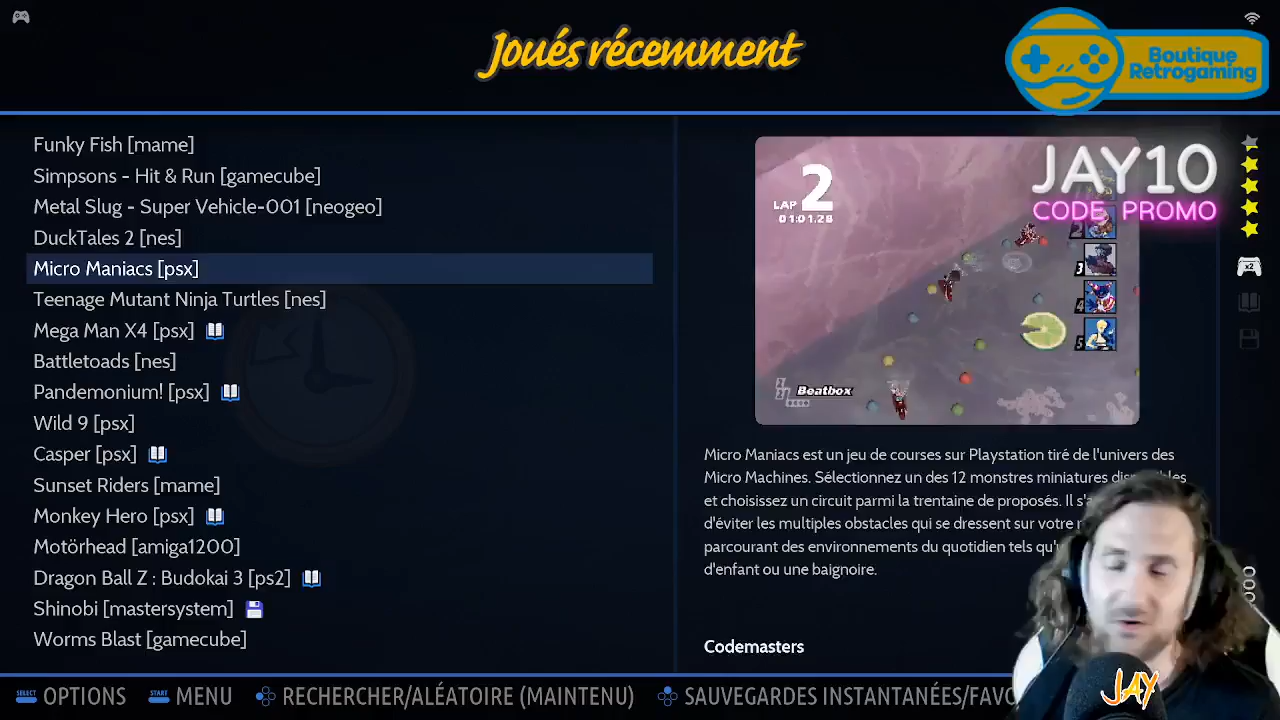 Joués récemment
Boutique
Retrogaming
JAY10
CODE PROMO
Funky Fish [mame]
Simpsons - Hit & Run [gamecube]
Metal Slug - Super Vehicle-001 [neogeo]
DuckTales 2 [nes]
Micro Maniacs [psx]
Teenage Mutant Ninja Turtles [nes]
Mega Man X4 [psx]
Battletoads [nes]
Pandemonium! [psx]
Wild 9 [psx]
Casper [psx]
Sunset Riders [mame]
Monkey Hero [psx]
Motörhead [amiga1200]
Dragon Ball Z : Budokai 3 [ps2]
Shinobi [mastersystem]
Worms Blast [gamecube]
2
LAP
01:01.28
2
3
4
5
Beatbox
x2
Micro Maniacs est un jeu de courses sur Playstation tiré de l'univers des
Micro Machines. Sélectionnez un des 12 monstres miniatures
et choisissez un circuit parmi la trentaine de proposés. Il
d'éviter les multiples obstacles qui se dressent sur votre
parcourant des environnements du quotidien tels
d'enfant ou une baignoire.
Codemasters
JAY
SELECT OPTIONS START MENU RECHERCHER/ALÉATOIRE (MAINTENU) SAUVEGARDES INSTANTANÉES/FAVO